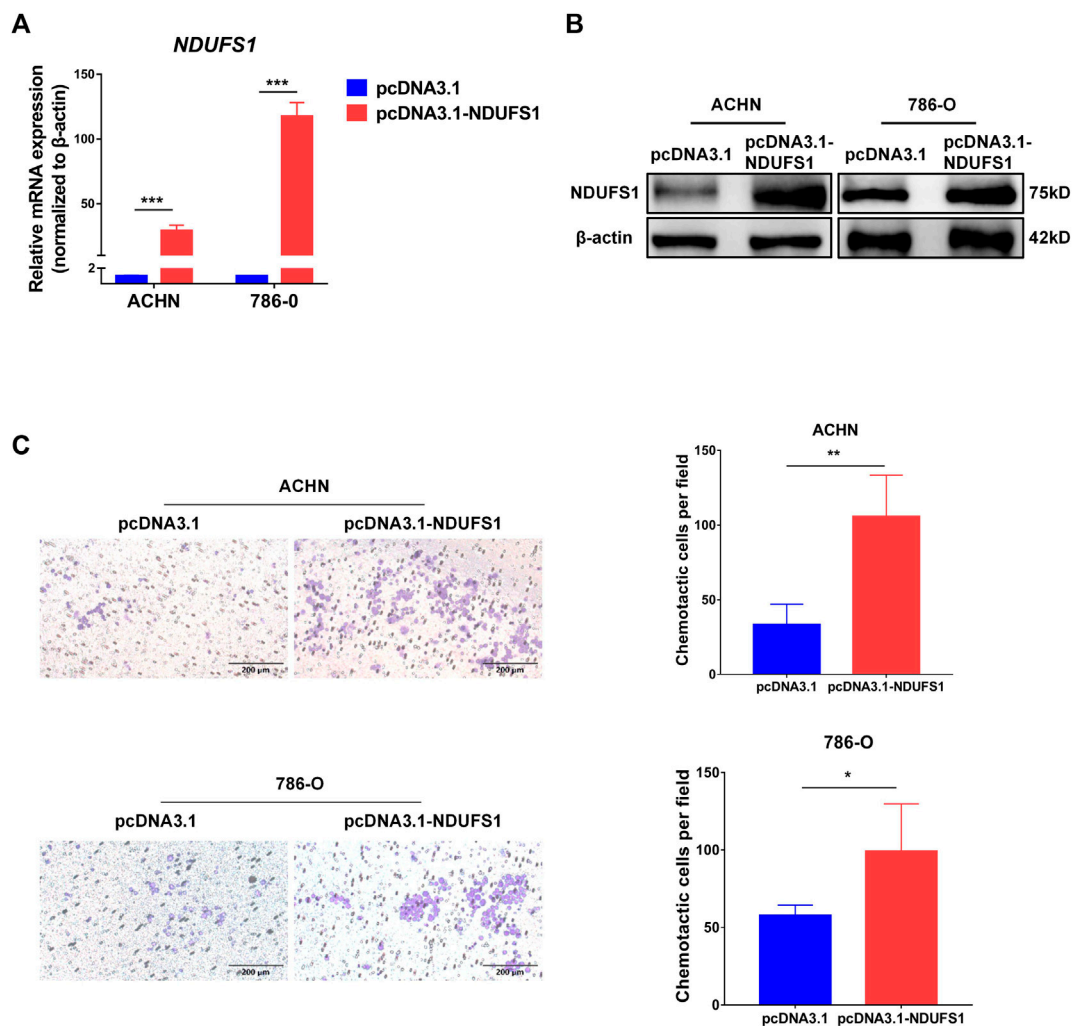 A
NDUFS1
Relative mRNA expression
(normalized to β-actin)
150
100
50
2
***
***
ACHN
786-0
pcDNA3.1
pcDNA3.1-NDUFS1
B
ACHN
786-O
pcDNA3.1
pcDNA3.1-
NDUFS1
pcDNA3.1
pcDNA3.1-
NDUFS1
NDUFS1
75kD
β-actin
42kD
C
ACHN
pcDNA3.1
pcDNA3.1-NDUFS1
200 μm
200 μm
ACHN
Chemotactic cells per field
150
100
50
0
**
pcDNA3.1
pcDNA3.1-NDUFS1
786-O
pcDNA3.1
pcDNA3.1-NDUFS1
200 μm
200 μm
786-O
Chemotactic cells per field
150
100
50
0
*
pcDNA3.1
pcDNA3.1-NDUFS1